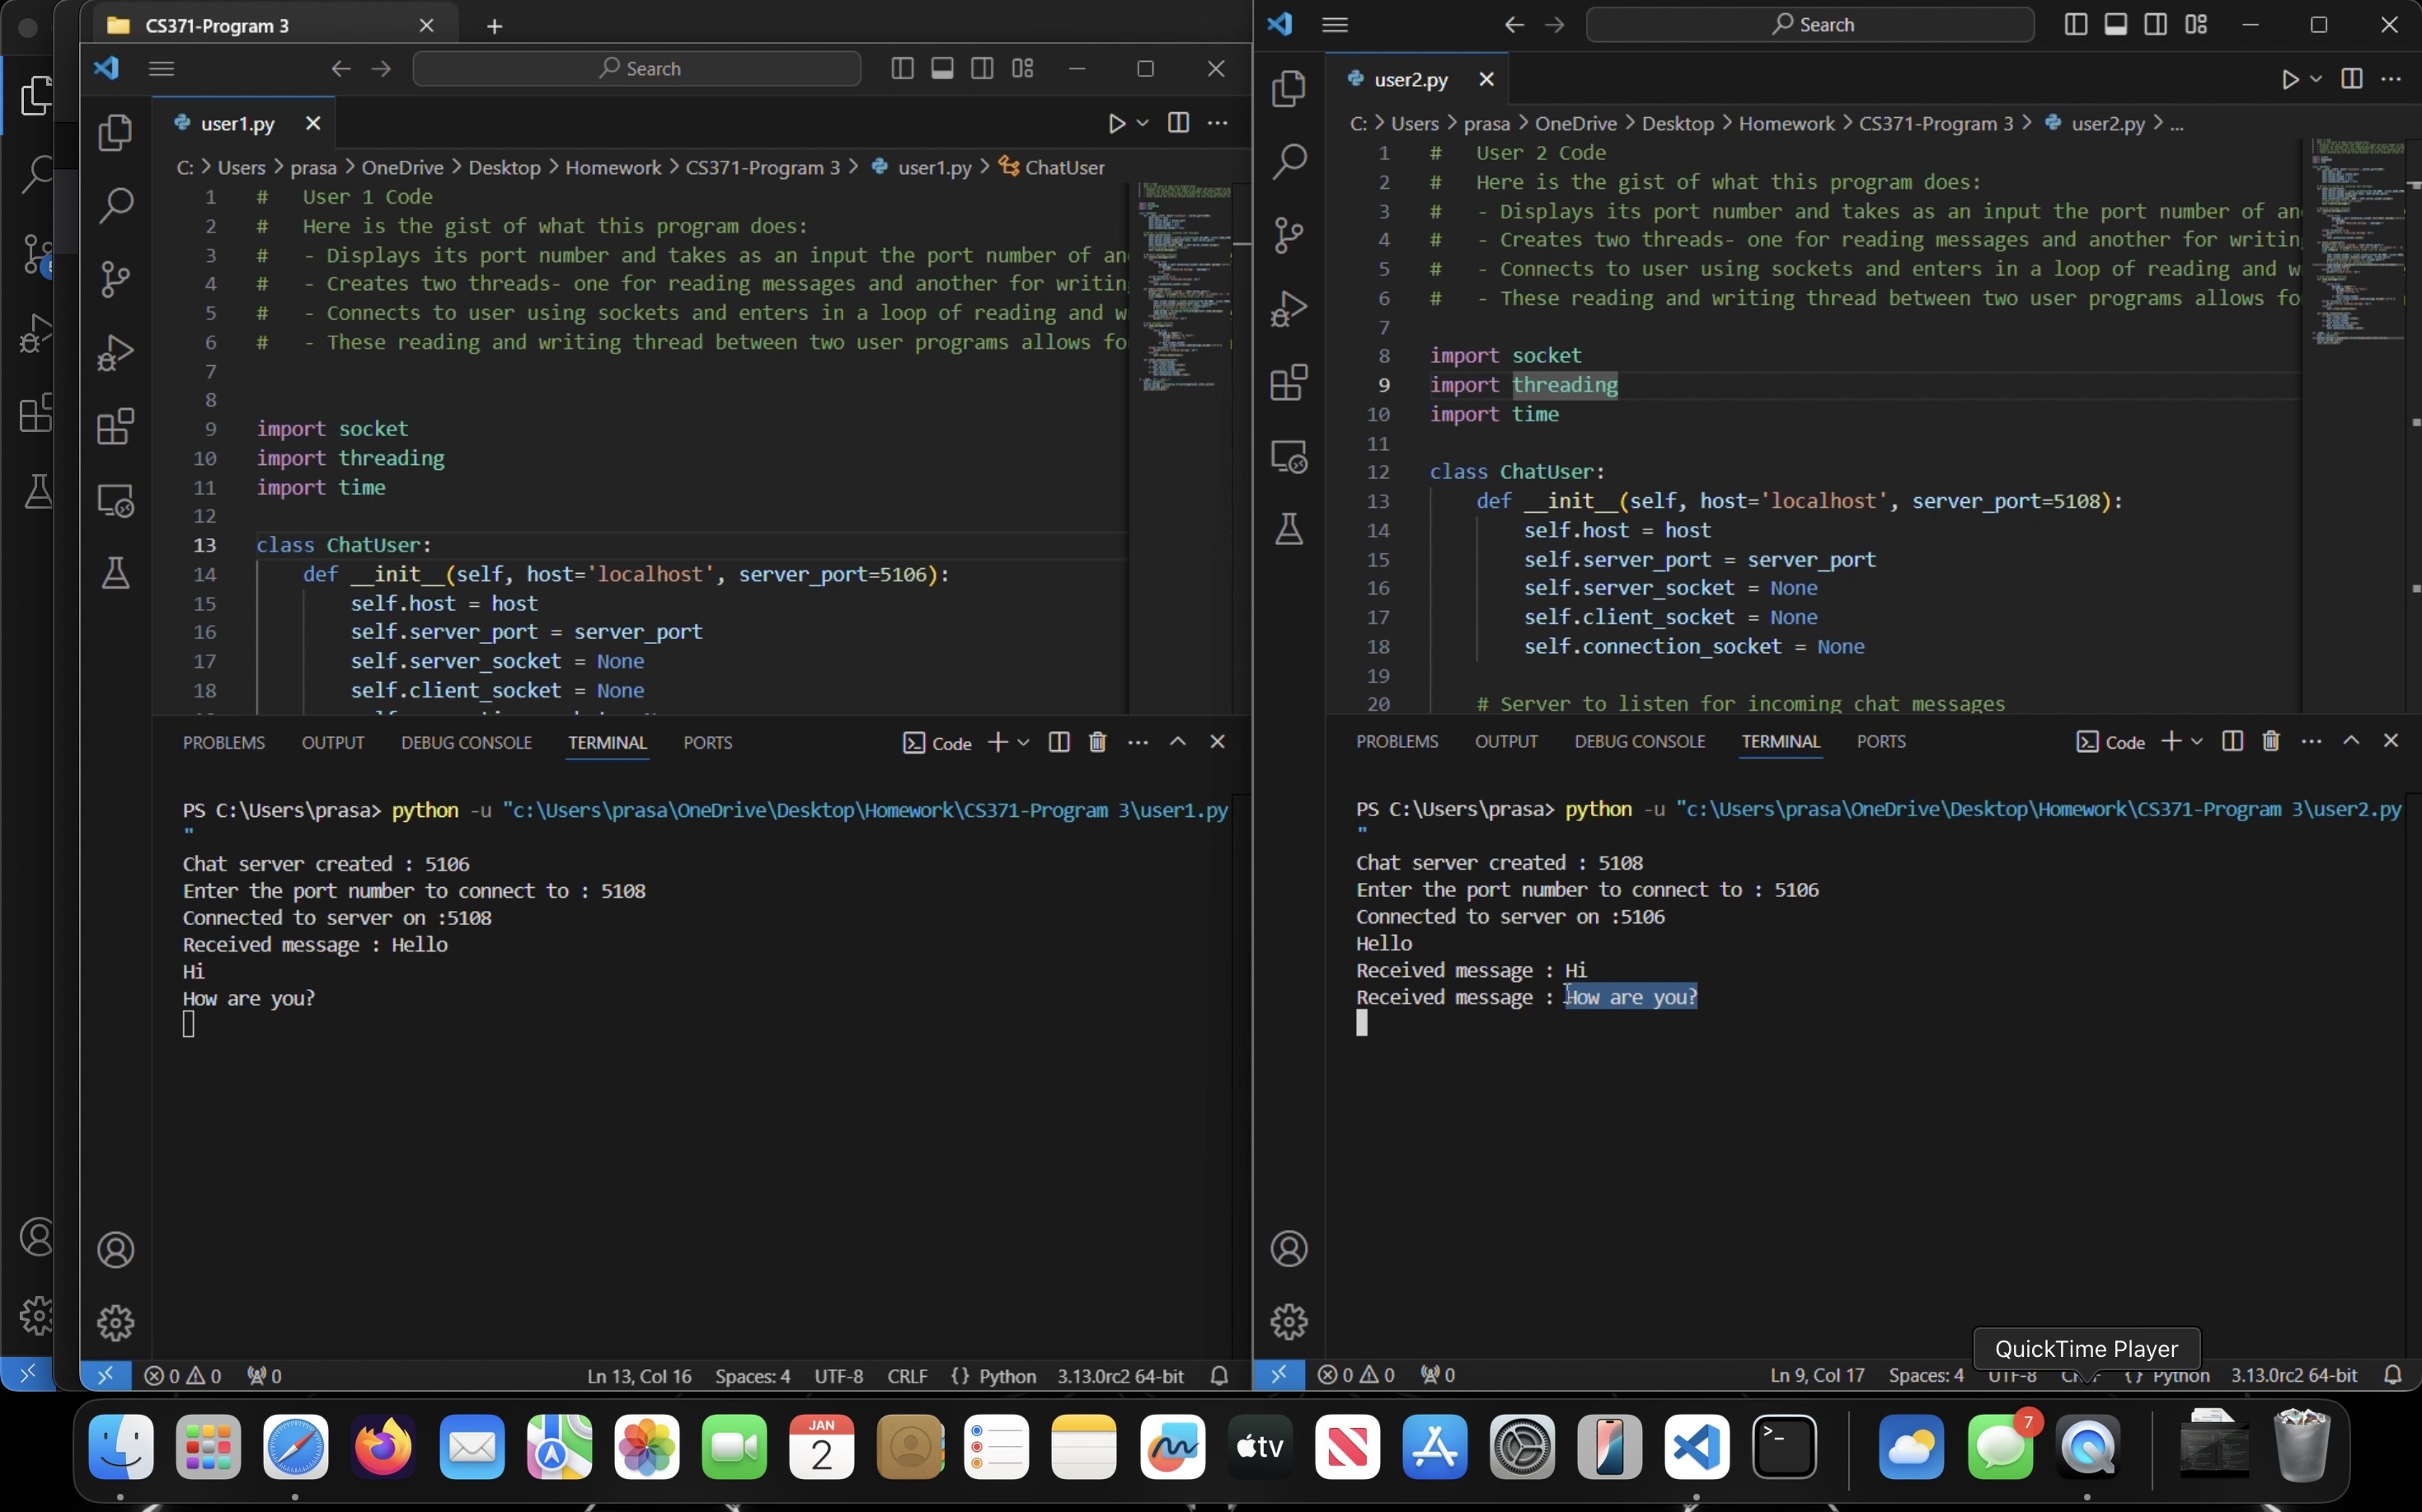 CS371-Program 3
Search
user1.py
C: > Users > prasa > OneDrive > Desktop > Homework > CS371-Program 3 > user1.py > ChatUser
1 # User 1 Code
2 # Here is the gist of what this program does:
3 # - Displays its port number and takes as an input the port number of an
4 # - Creates two threads- one for reading messages and another for writin
5 # - Connects to user using sockets and enters in a loop of reading and w
6 # - These reading and writing thread between two user programs allows fo
7
8
9 import socket
10 import threading
11 import time
12
13 class ChatUser:
14 def __init__(self, host='localhost', server_port=5106):
15 self.host = host
16 self.server_port = server_port
17 self.server_socket = None
18 self.client_socket = None
PROBLEMS OUTPUT DEBUG CONSOLE TERMINAL PORTS
Code
PS C:\Users\prasa> python -u "c:\Users\prasa\OneDrive\Desktop\Homework\CS371-Program 3\user1.py
"
Chat server created : 5106
Enter the port number to connect to : 5108
Connected to server on :5108
Received message : Hello
Hi
How are you?
0 0 0 Ln 13, Col 16 Spaces: 4 UTF-8 CRLF {} Python 3.13.0rc2 64-bit
Search
user2.py
C: > Users > prasa > OneDrive > Desktop > Homework > CS371-Program 3 > user2.py > ...
1 # User 2 Code
2 # Here is the gist of what this program does:
3 # - Displays its port number and takes as an input the port number of an
4 # - Creates two threads- one for reading messages and another for writin
5 # - Connects to user using sockets and enters in a loop of reading and w
6 # - These reading and writing thread between two user programs allows fo
7
8 import socket
9 import threading
10 import time
11
12 class ChatUser:
13 def __init__(self, host='localhost', server_port=5108):
14 self.host = host
15 self.server_port = server_port
16 self.server_socket = None
17 self.client_socket = None
18 self.connection_socket = None
19
20 # Server to listen for incoming chat messages
PROBLEMS OUTPUT DEBUG CONSOLE TERMINAL PORTS
Code
PS C:\Users\prasa> python -u "c:\Users\prasa\OneDrive\Desktop\Homework\CS371-Program 3\user2.py
"
Chat server created : 5108
Enter the port number to connect to : 5106
Connected to server on :5106
Hello
Received message : Hi
Received message : How are you?
QuickTime Player
0 0 0 Ln 9, Col 17 Spaces: 4 UTF-8 {} Python 3.13.0rc2 64-bit
JAN
2
tv
7